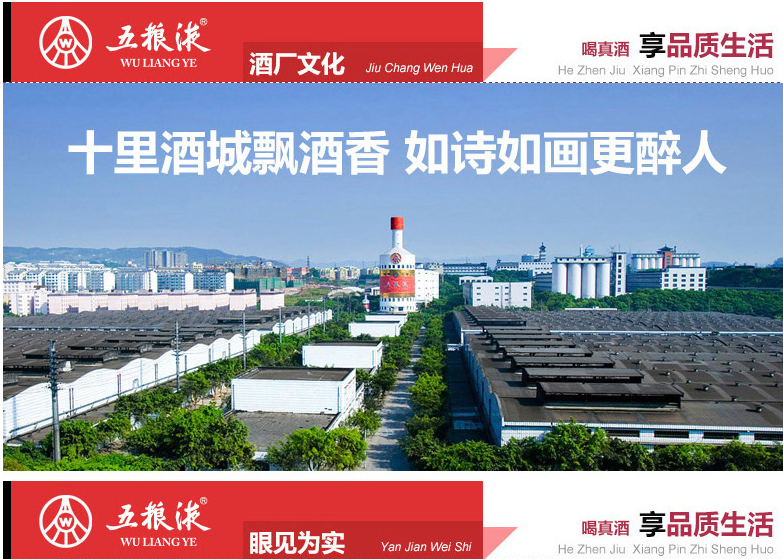 五粮液®
WU LIANG YE
酒厂文化 Jiu Chang Wen Hua
喝真酒 享品质生活
He Zhen Jiu Xiang Pin Zhi Sheng Huo
十里酒城飘酒香 如诗如画更醉人
五粮液
五粮液®
WU LIANG YE
眼见为实 Yan Jian Wei Shi
喝真酒 享品质生活
He Zhen Jiu Xiang Pin Zhi Sheng Huo